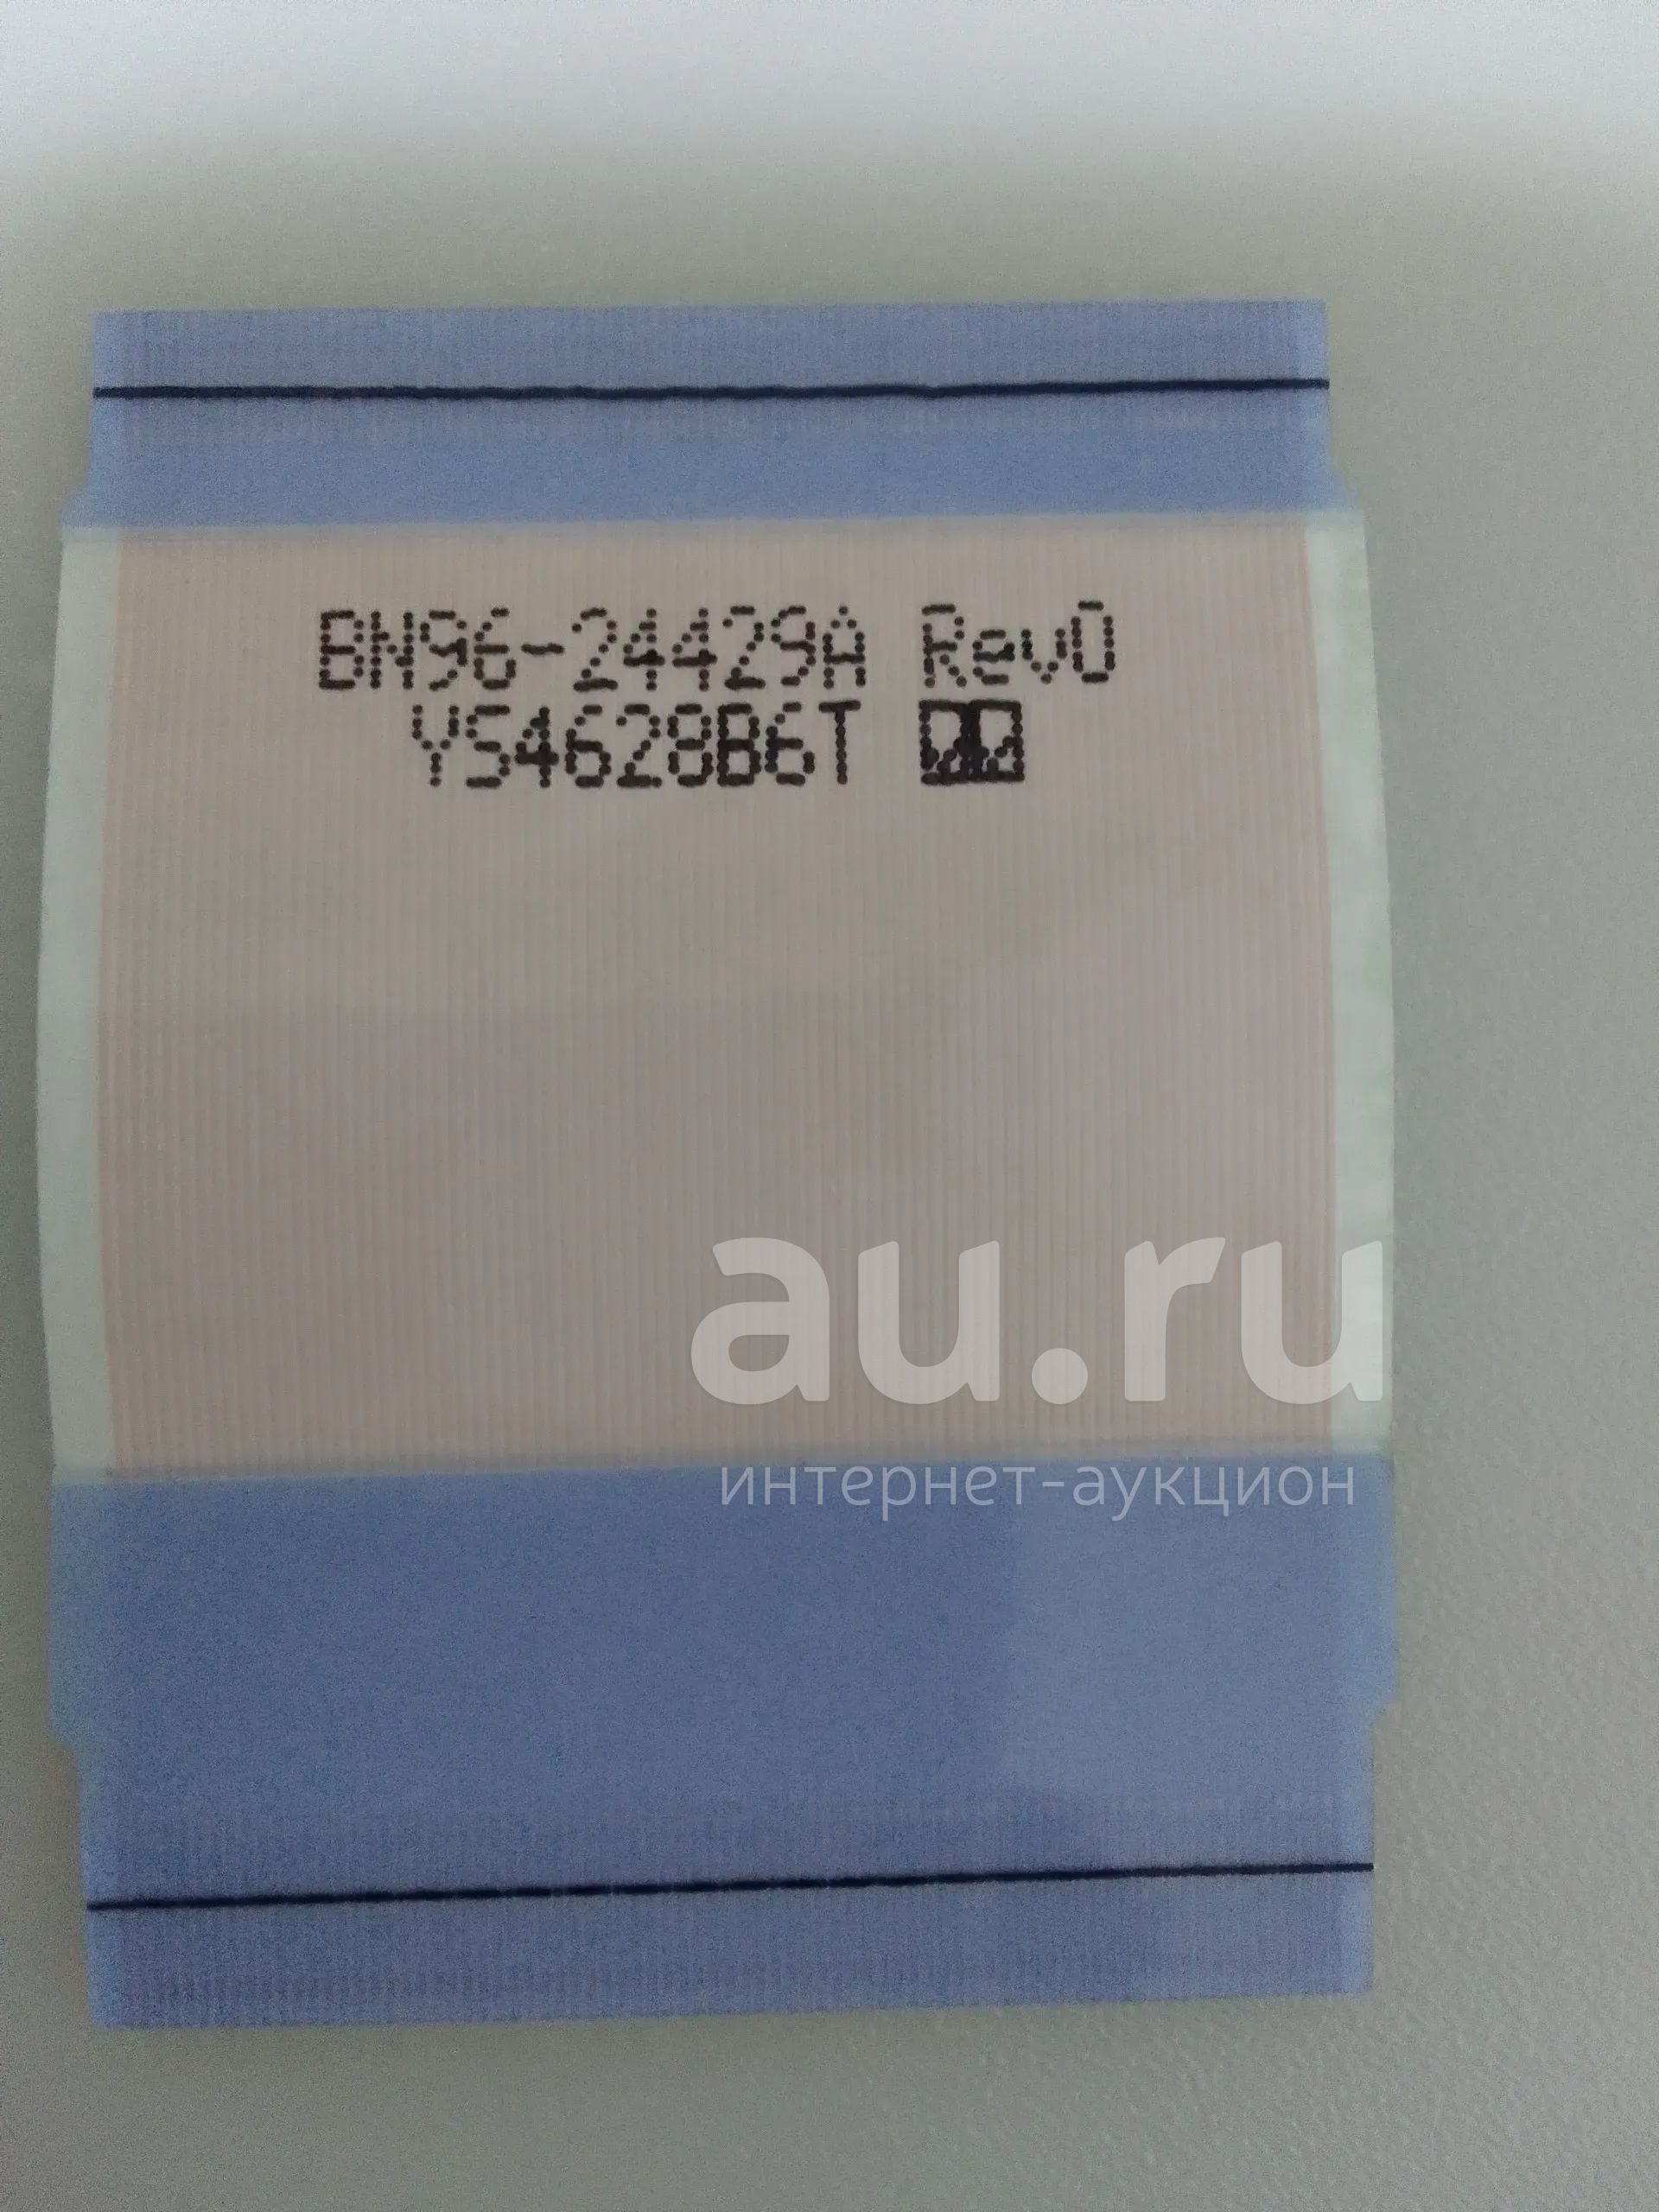 BN96-24429A Rev0
YS4628B6T
au.ru
интернет-аукцион